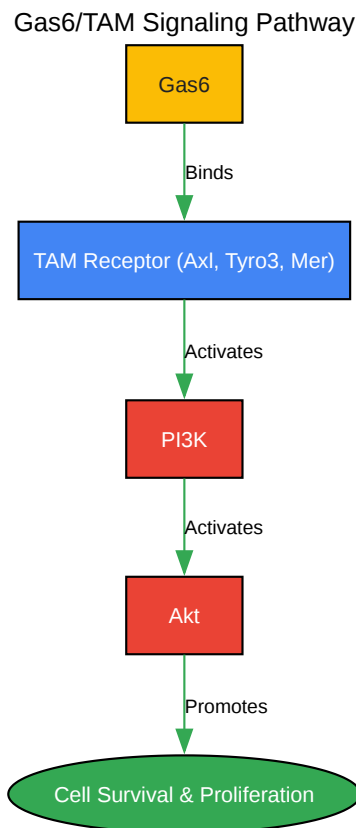 Gas6/TAM Signaling Pathway
Gas6
Binds
TAM Receptor (Axl, Tyro3, Mer)
Activates
PI3K
Activates
Akt
Promotes
Cell Survival & Proliferation